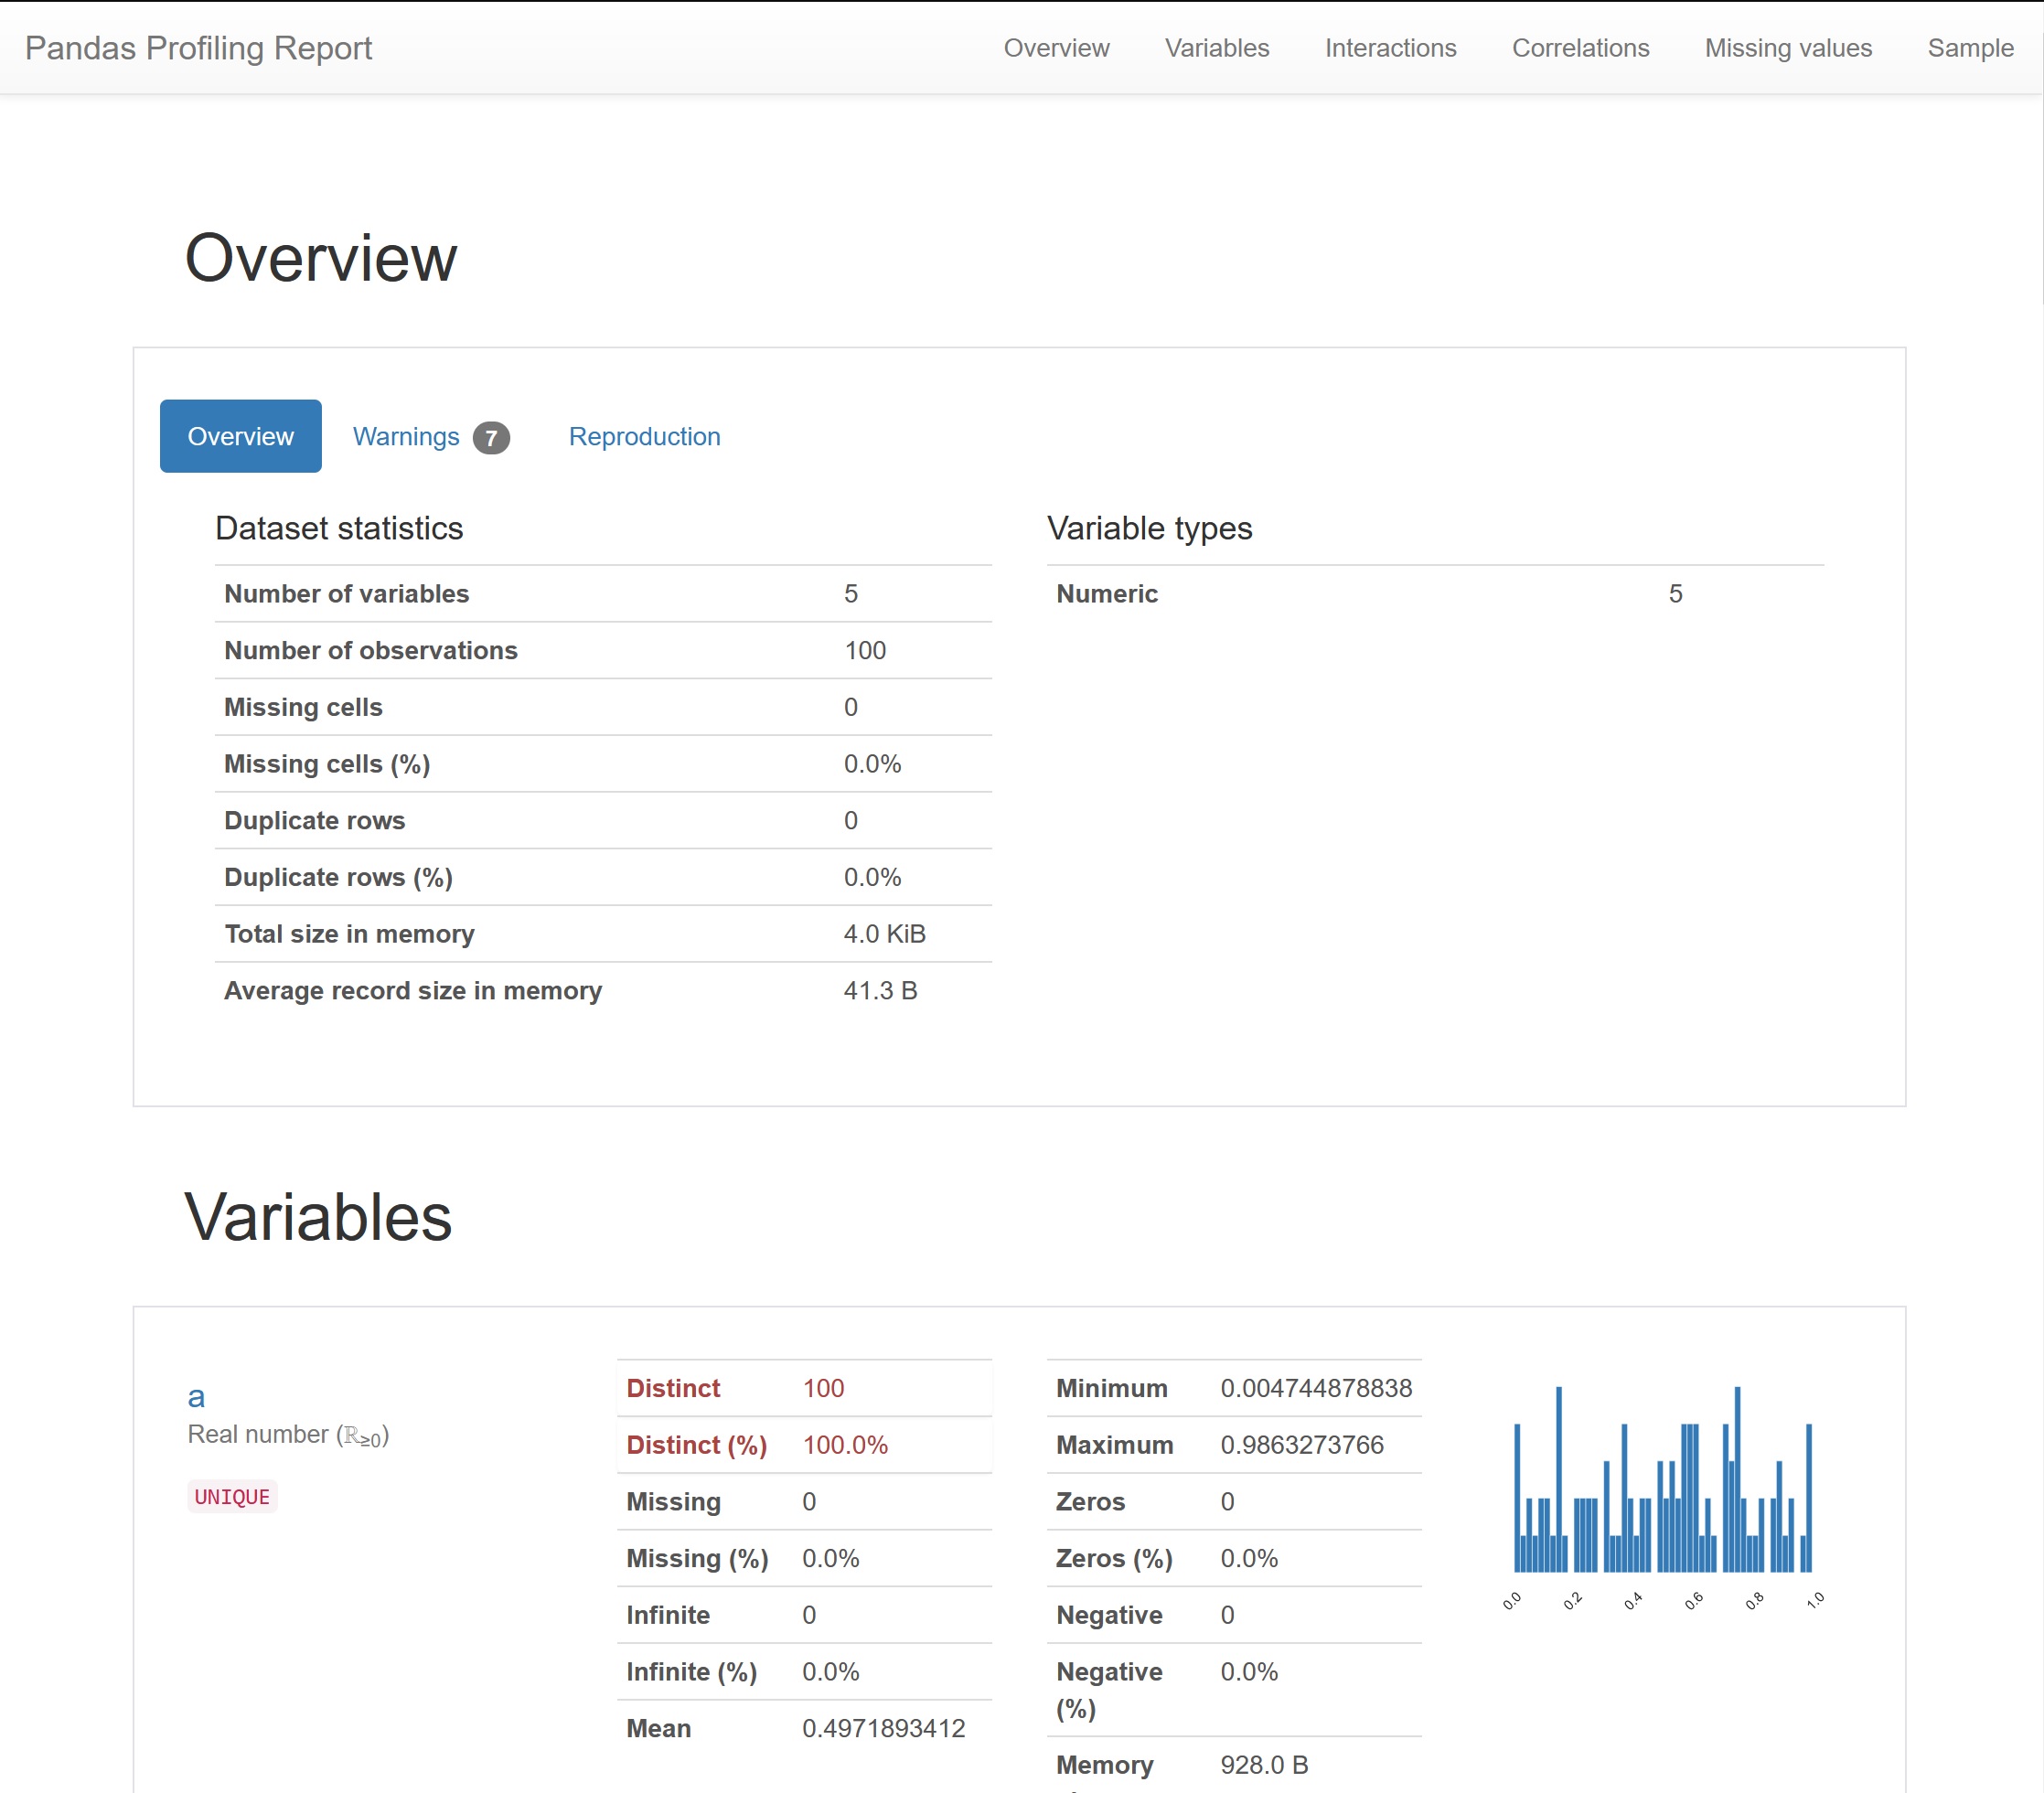 Pandas Profiling Report Overview Variables Interactions Correlations Missing values Sample
Overview
Overview Warnings 7 Reproduction
Dataset statistics
Number of variables 5
Number of observations 100
Missing cells 0
Missing cells (%) 0.0%
Duplicate rows 0
Duplicate rows (%) 0.0%
Total size in memory 4.0 KiB
Average record size in memory 41.3 B
Variable types
Numeric 5
Variables
a
Real number (ℝ≥0)
UNIQUE
Distinct 100
Distinct (%) 100.0%
Missing 0
Missing (%) 0.0%
Infinite 0
Infinite (%) 0.0%
Mean 0.4971893412
Minimum 0.004744878838
Maximum 0.9863273766
Zeros 0
Zeros (%) 0.0%
Negative 0
Negative 0.0%
(%)
Memory 928.0 B
0.0 0.2 0.4 0.6 0.8 1.0